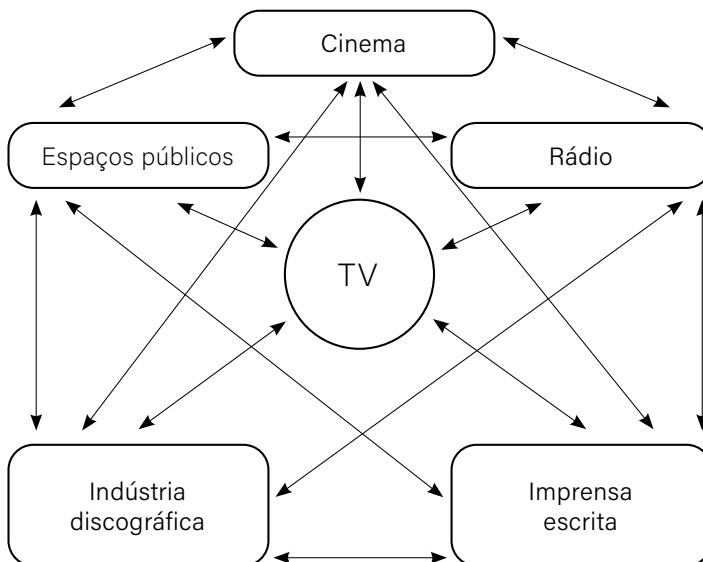 Cinema
Espaços públicos
Rádio
TV
Indústria
discográfica
Imprensa
escrita